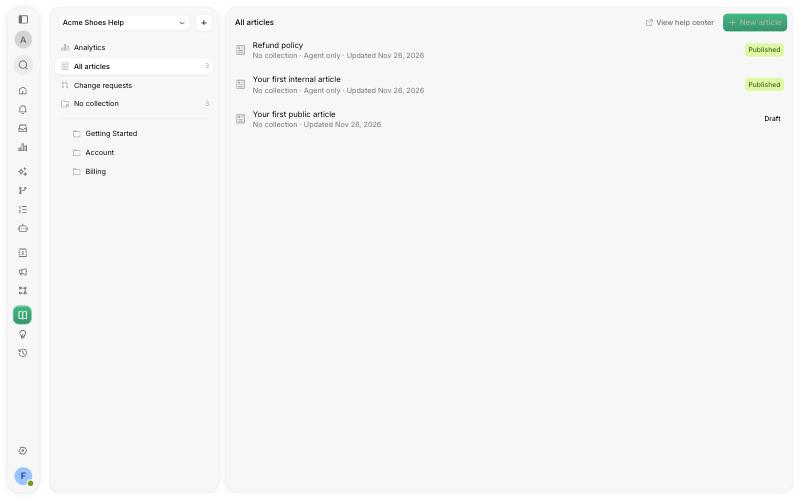 A
F
Acme Shoes Help
Analytics
All articles 3
Change requests
No collection 3
Getting Started
Account
Billing
All articles
View help center
+ New article
Refund policy
No collection · Agent only · Updated Nov 26, 2026
Published
Your first internal article
No collection · Agent only · Updated Nov 26, 2026
Published
Your first public article
No collection · Updated Nov 26, 2026
Draft